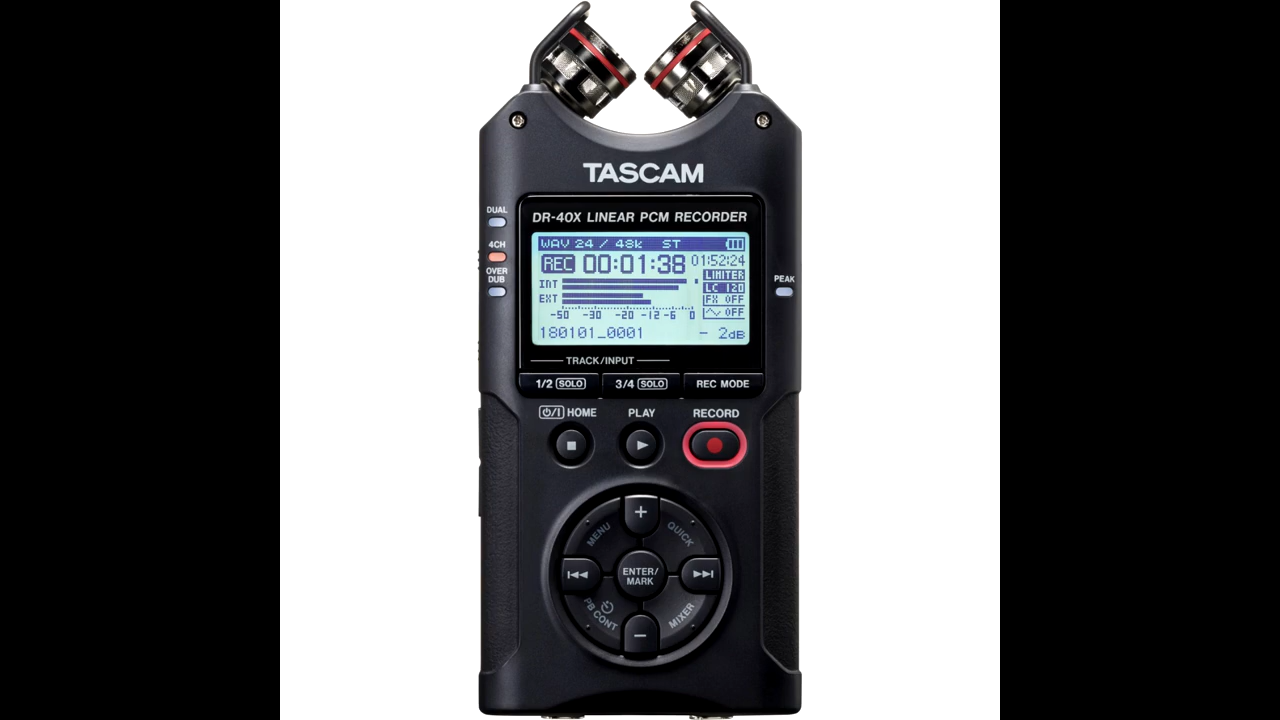 TASCAM
DR-40X LINEAR PCM RECORDER
DUAL
4CH
OVER
DUB
PEAK
WAV 24 / 48k ST
REC 00:01:38 01:52:24
LIMITER
INT
LC 120
EXT
FX OFF
OFF
-50 -30 -20 -12 -6 0
180101_0001 - 2dB
TRACK/INPUT
1/2 SOLO 3/4 SOLO REC MODE
HOME PLAY RECORD
+
MENU QUICK
ENTER/
MARK
PB CONT MIXER
−